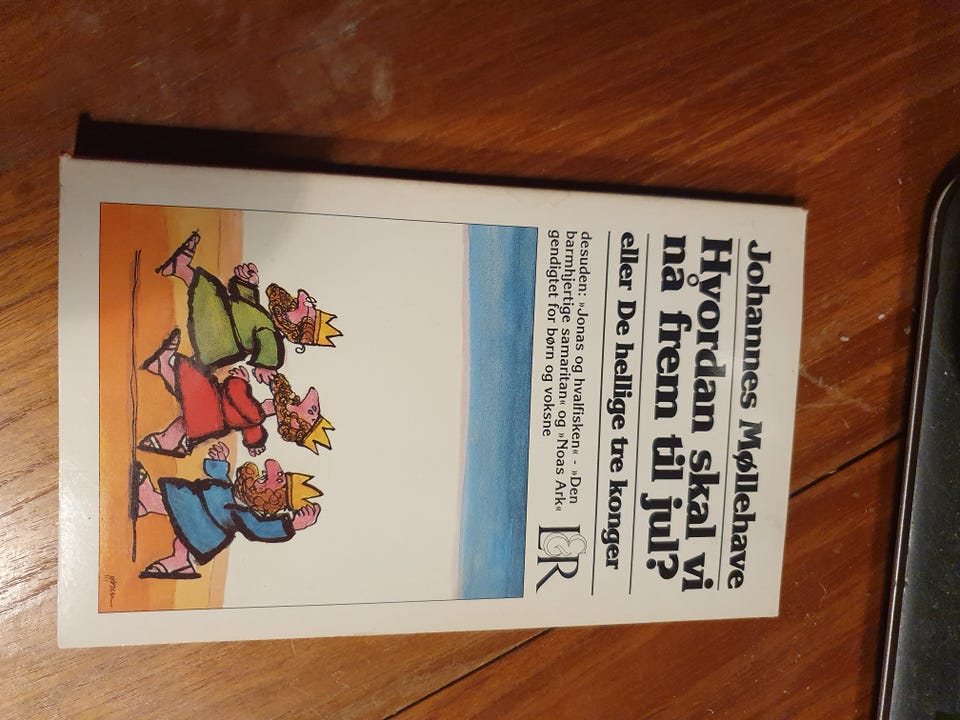 Johannes Møllehave
Hvordan skal vi
nå frem til jul?
eller De hellige tre konger
desuden: »Jonas og hvalfisken« - »Den
barmhjertige samaritan« og »Noas Ark«
gendigtet for børn og voksne
L&R